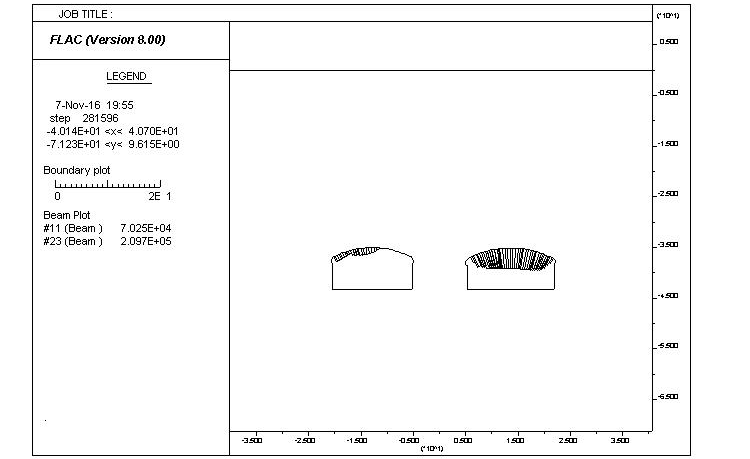 JOB TITLE :
FLAC (Version 8.00)
LEGEND
7-Nov-16 19:55
step 281596
-4.014E+01 <x< 4.070E+01
-7.123E+01 <y< 9.615E+00
Boundary plot
0 2E 1
Beam Plot
#11 (Beam ) 7.025E+04
#23 (Beam ) 2.097E+05
(*10^1)
0.500
-0.500
-1.500
-2.500
-3.500
-4.500
-5.500
-6.500
-3.500 -2.500 -1.500 -0.500 0.500 1.500 2.500 3.500
(*10^1)